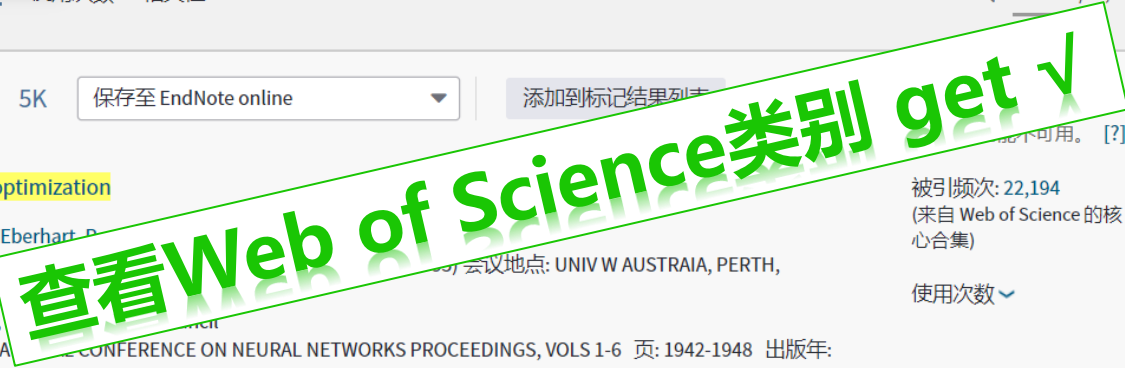 5K
保存至 EndNote online
添加到标记结果列表
不可用。 [?]
optimization
被引频次: 22,194
(来自 Web of Science 的核
心合集)
Eberhart,
查看Web of Science类别 get √
会议地点: UNIV W AUSTRAIA, PERTH,
使用次数
CONFERENCE ON NEURAL NETWORKS PROCEEDINGS, VOLS 1-6 页: 1942-1948 出版年: